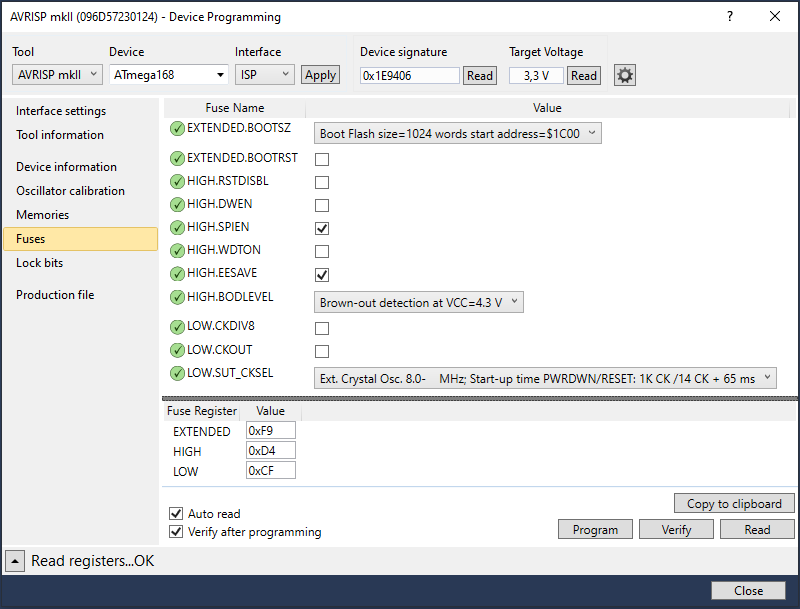 AVRISP mkII (096D57230124) - Device Programming
Tool Device Interface Device signature Target Voltage
AVRISP mkII ATmega168 ISP Apply 0x1E9406 Read 3,3 V Read
Interface settings
Tool information
Device information
Oscillator calibration
Memories
Fuses
Lock bits
Production file
Fuse Name Value
EXTENDED.BOOTSZ Boot Flash size=1024 words start address=$1C00
EXTENDED.BOOTRST
HIGH.RSTDISBL
HIGH.DWEN
HIGH.SPIEN
HIGH.WDTON
HIGH.EESAVE
HIGH.BODLEVEL Brown-out detection at VCC=4.3 V
LOW.CKDIV8
LOW.CKOUT
LOW.SUT_CKSEL Ext. Crystal Osc. 8.0- MHz; Start-up time PWRDWN/RESET: 1K CK /14 CK + 65 ms
Fuse Register Value
EXTENDED 0xF9
HIGH 0xD4
LOW 0xCF
Auto read
Verify after programming
Copy to clipboard
Program Verify Read
Read registers...OK
Close